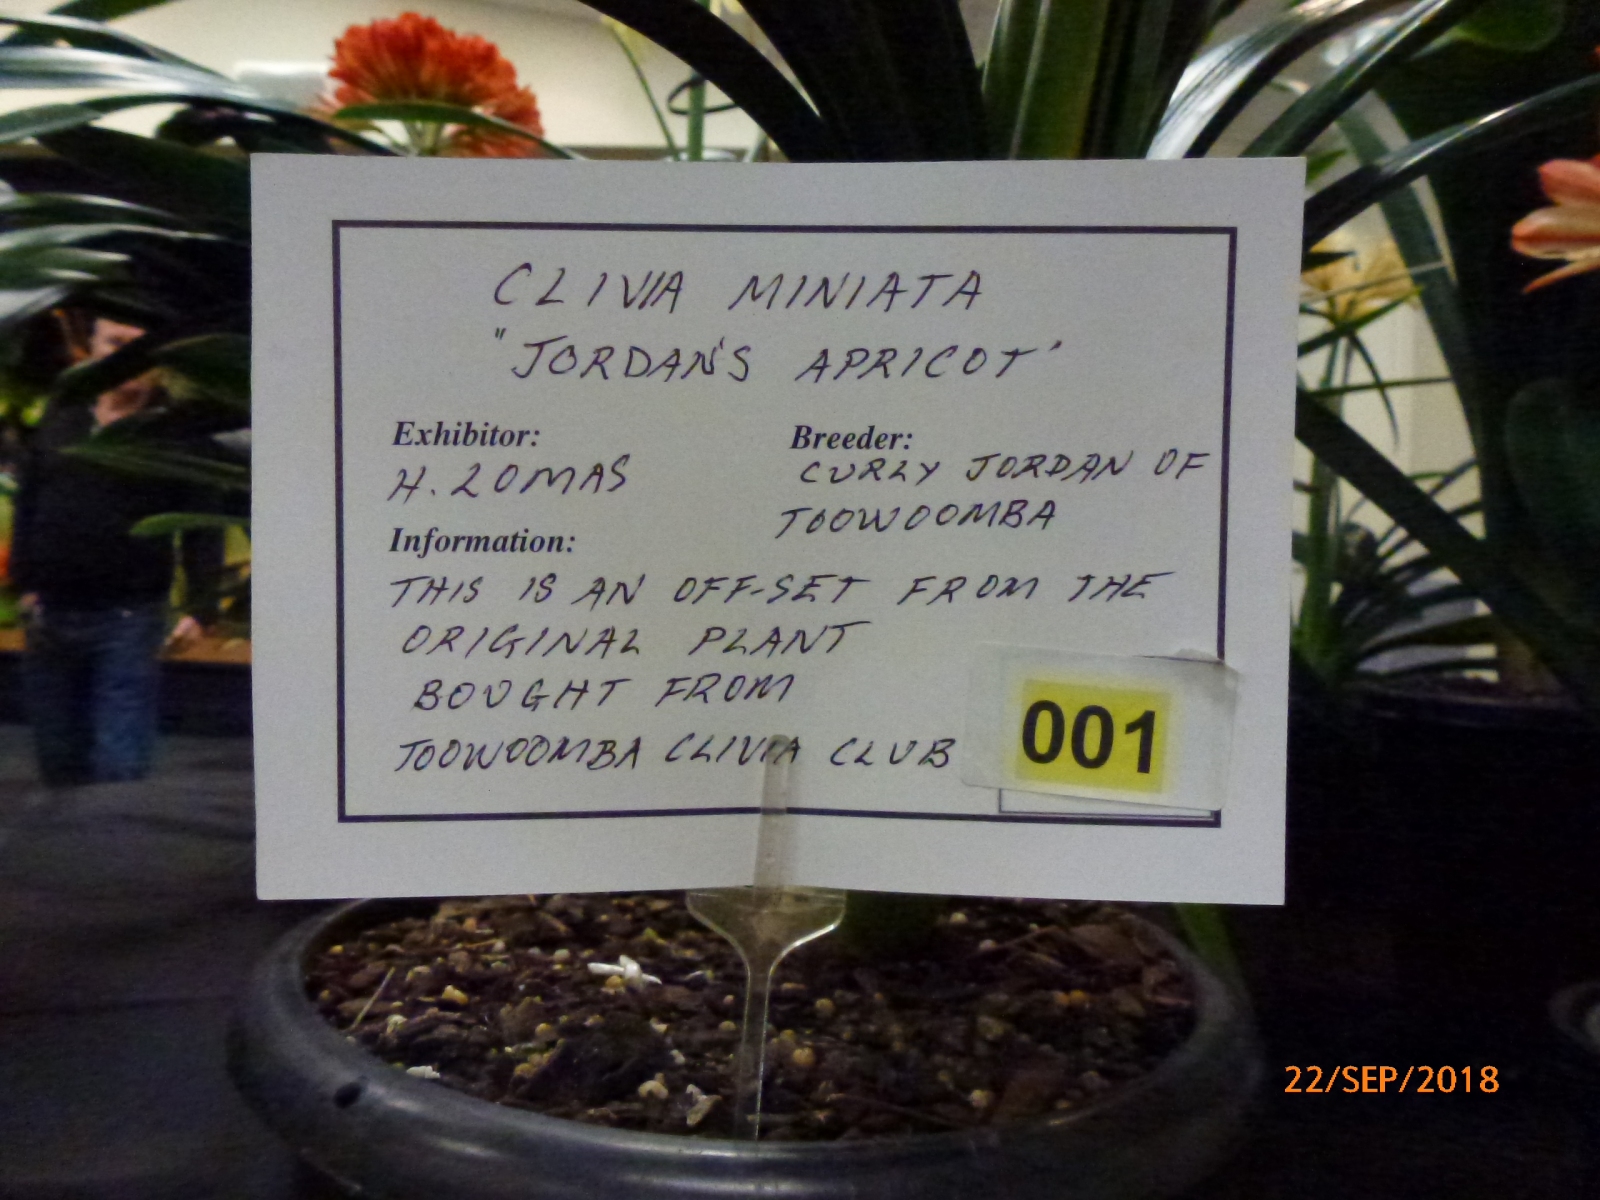 CLIVIA MINIATA
"JORDAN'S APRICOT'
Exhibitor:
H. LOMAS
Breeder:
CURLY JORDAN OF
TOOWOOMBA
Information:
THIS IS AN OFF-SET FROM THE
ORIGINAL PLANT
BOUGHT FROM
TOOWOOMBA CLIVIA CLUB
001
22/SEP/2018